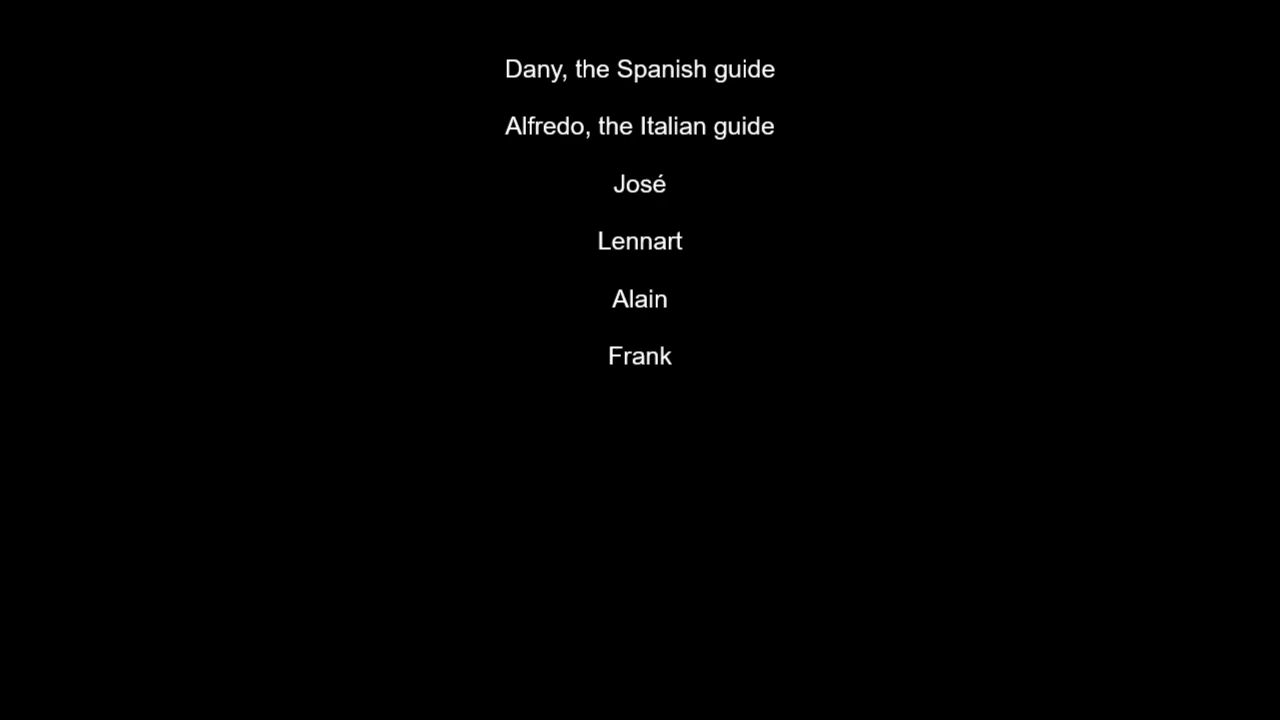 Dany, the Spanish guide
Alfredo, the Italian guide
José
Lennart
Alain
Frank